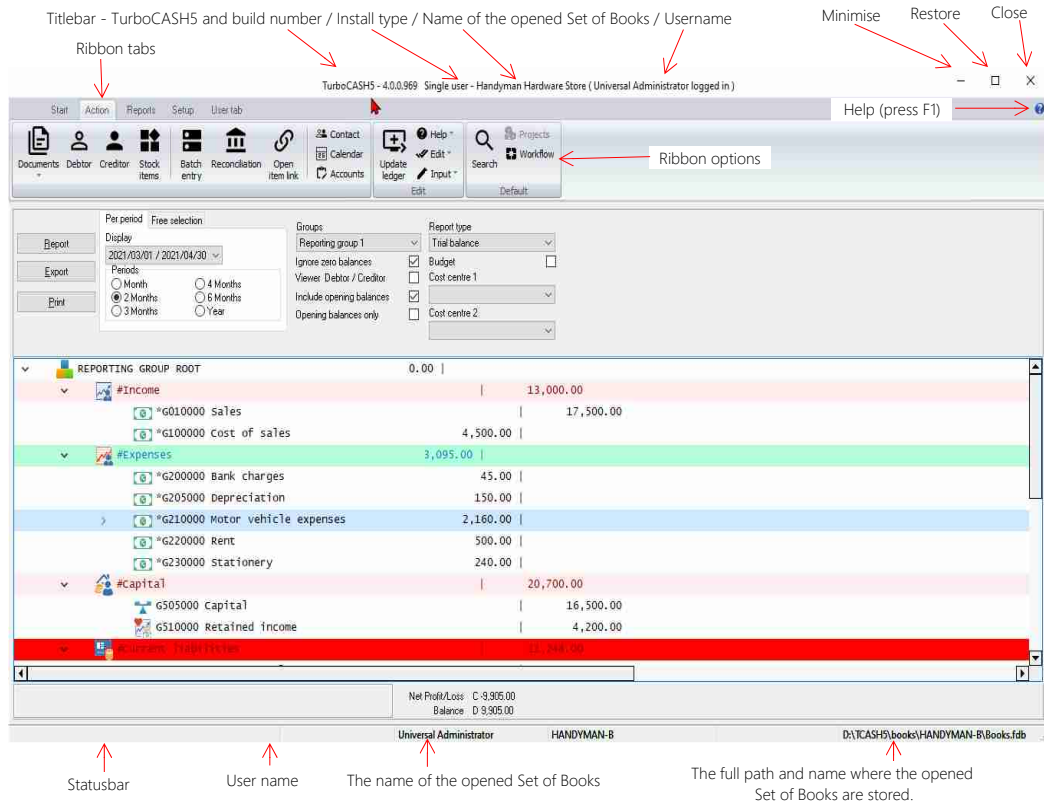 Titlebar - TurboCASH5 and build number / Install type / Name of the opened Set of Books / Username
Minimise
Restore
Close
Ribbon tabs
TurboCASH5 - 4.0.0.969 Single user - Handyman Hardware Store ( Universal Administrator logged in )
Start Action Reports Setup User tab
Help (press F1)
Documents Debtor Creditor Stock items Batch entry Reconciliation Open item link
Contact
Calendar
Accounts
Update ledger
Help
Edit
Input
Search
Projects
Workflow
Ribbon options
Edit
Default
Report
Export
Print
Per period Free selection
Display
2021/03/01 / 2021/04/30
Periods
Month 4 Months
2 Months 6 Months
3 Months Year
Groups
Reporting group 1
Ignore zero balances
Viewer Debtor / Creditor
Include opening balances
Opening balances only
Report type
Trial balance
Budget
Cost centre 1
Cost centre 2
REPORTING GROUP ROOT 0.00 |
#Income | 13,000.00
*G010000 Sales | 17,500.00
*G100000 Cost of sales 4,500.00 |
#Expenses 3,095.00 |
*G200000 Bank charges 45.00 |
*G205000 Depreciation 150.00 |
*G210000 Motor vehicle expenses 2,160.00 |
*G220000 Rent 500.00 |
*G230000 Stationery 240.00 |
#Capital | 20,700.00
G505000 Capital | 16,500.00
G510000 Retained income | 4,200.00
#Current liabilities | 11,248.00
Net Profit/Loss C -9,905.00
Balance D 9,905.00
Universal Administrator HANDYMAN-B D:\TCASH5\books\HANDYMAN-B\Books.fdb
Statusbar
User name
The name of the opened Set of Books
The full path and name where the opened
Set of Books are stored.